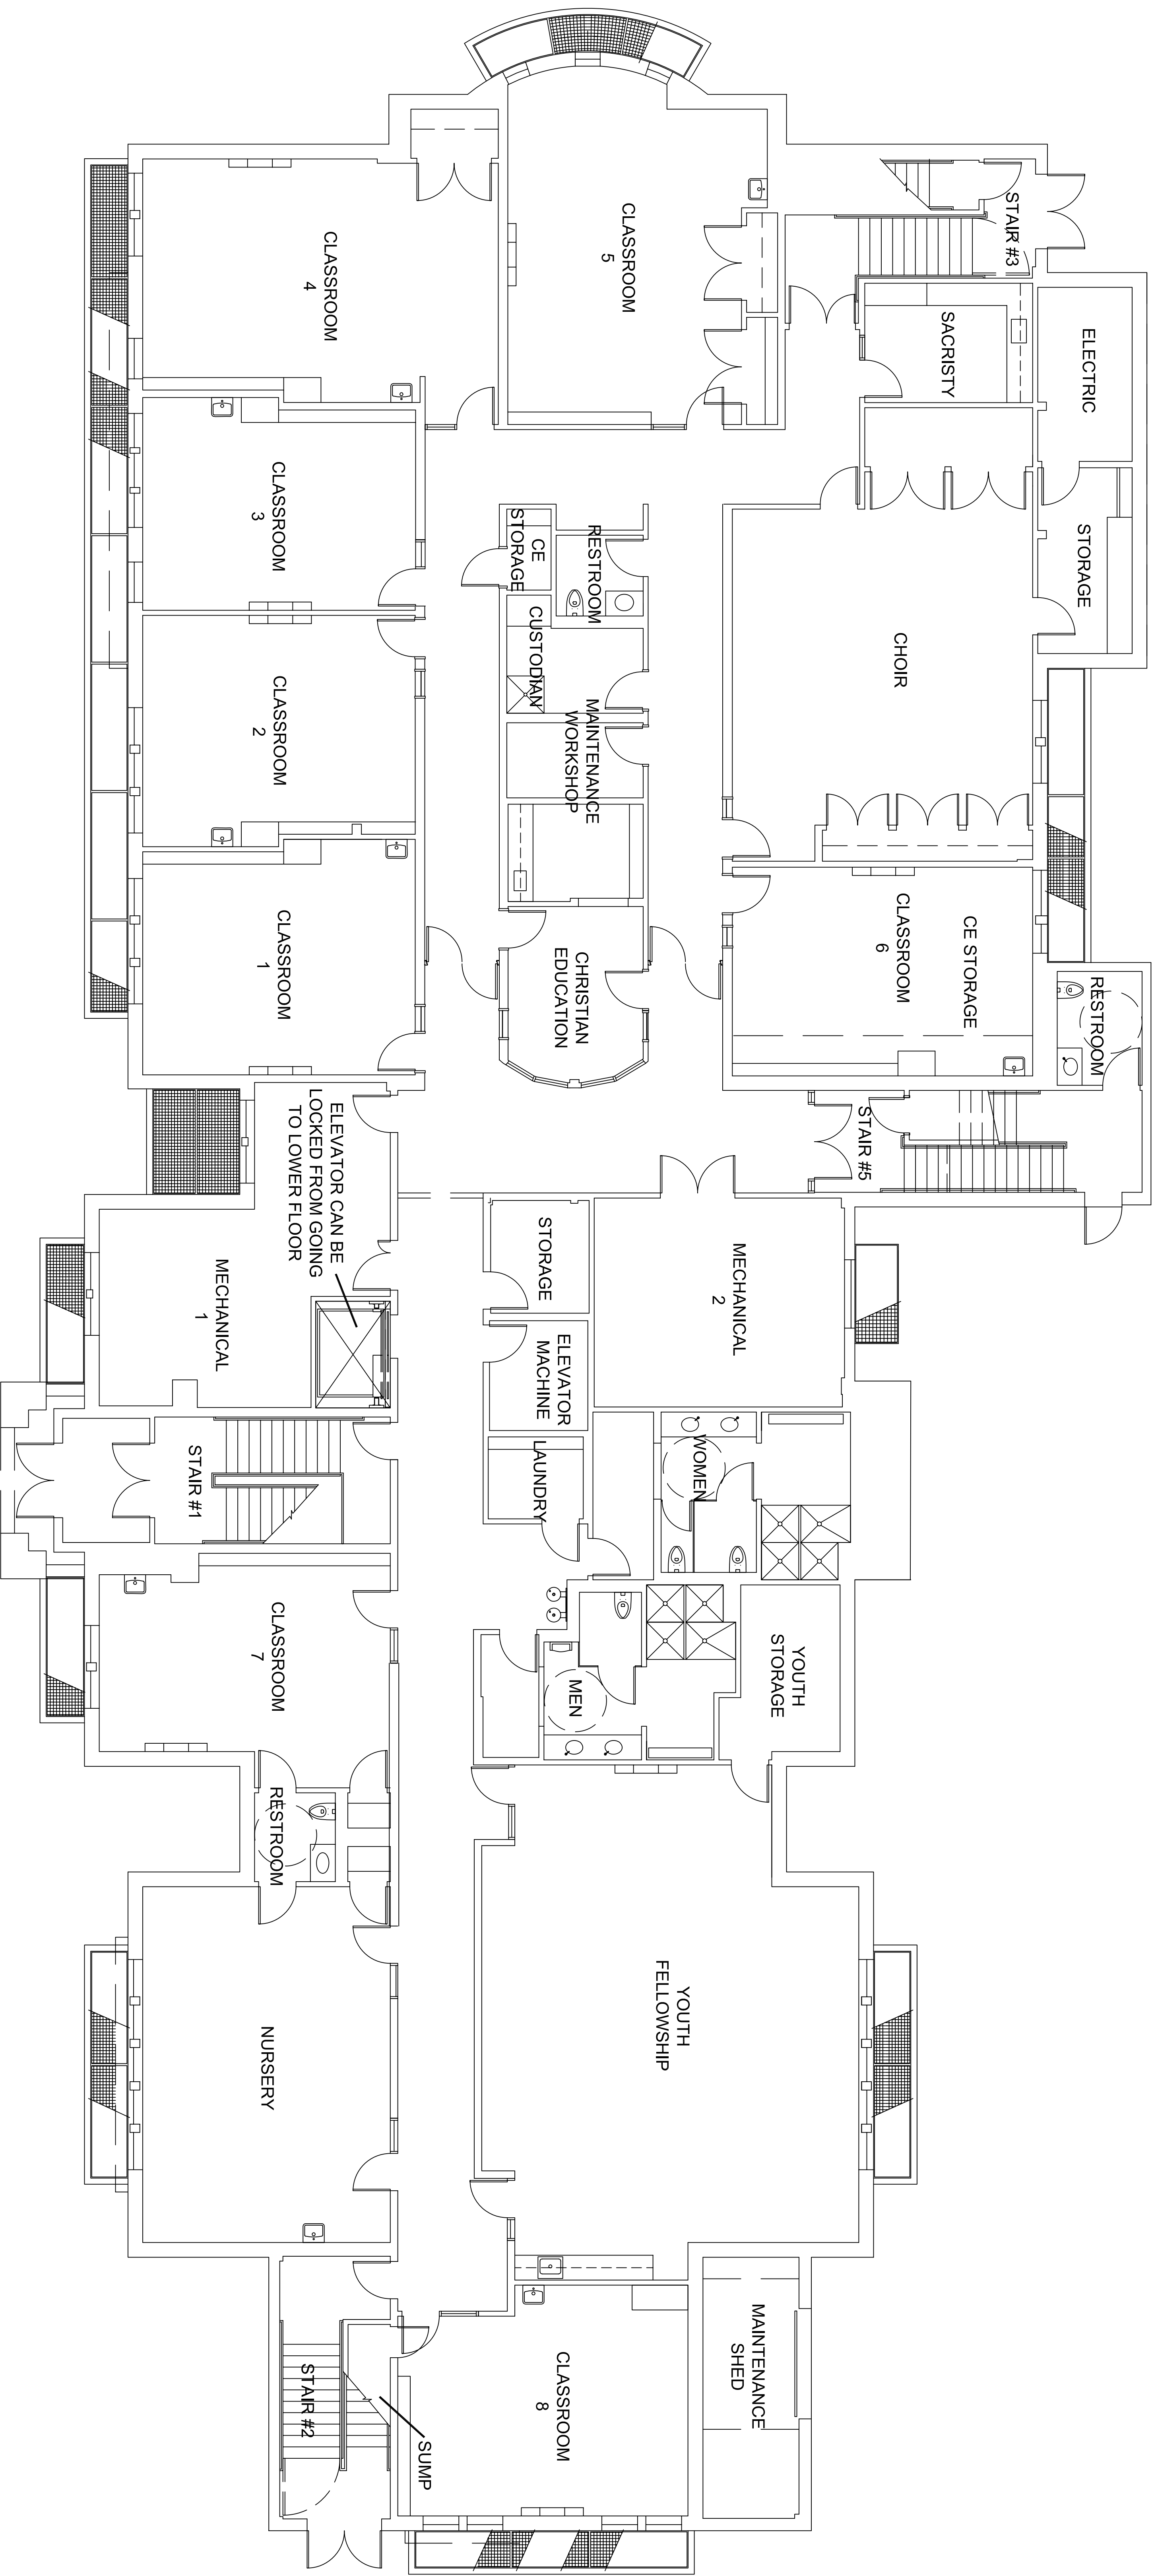 STAIR #3
CLASSROOM
5
CLASSROOM
4
ELECTRIC
SACRISTY
CLASSROOM
3
CE
STORAGE
RESTROOM
STORAGE
CHOIR
CUSTODIAN
CLASSROOM
2
MAINTENANCE
WORKSHOP
CLASSROOM
1
CHRISTIAN
EDUCATION
CE STORAGE
CLASSROOM
6
RESTROOM
STAIR #5
ELEVATOR CAN BE
LOCKED FROM GOING
TO LOWER FLOOR
MECHANICAL
1
STORAGE
MECHANICAL
2
ELEVATOR
MACHINE
STAIR #1
LAUNDRY
WOMEN
CLASSROOM
7
MEN
YOUTH
STORAGE
RESTROOM
YOUTH
FELLOWSHIP
NURSERY
MAINTENANCE
SHED
CLASSROOM
8
STAIR #2
SUMP